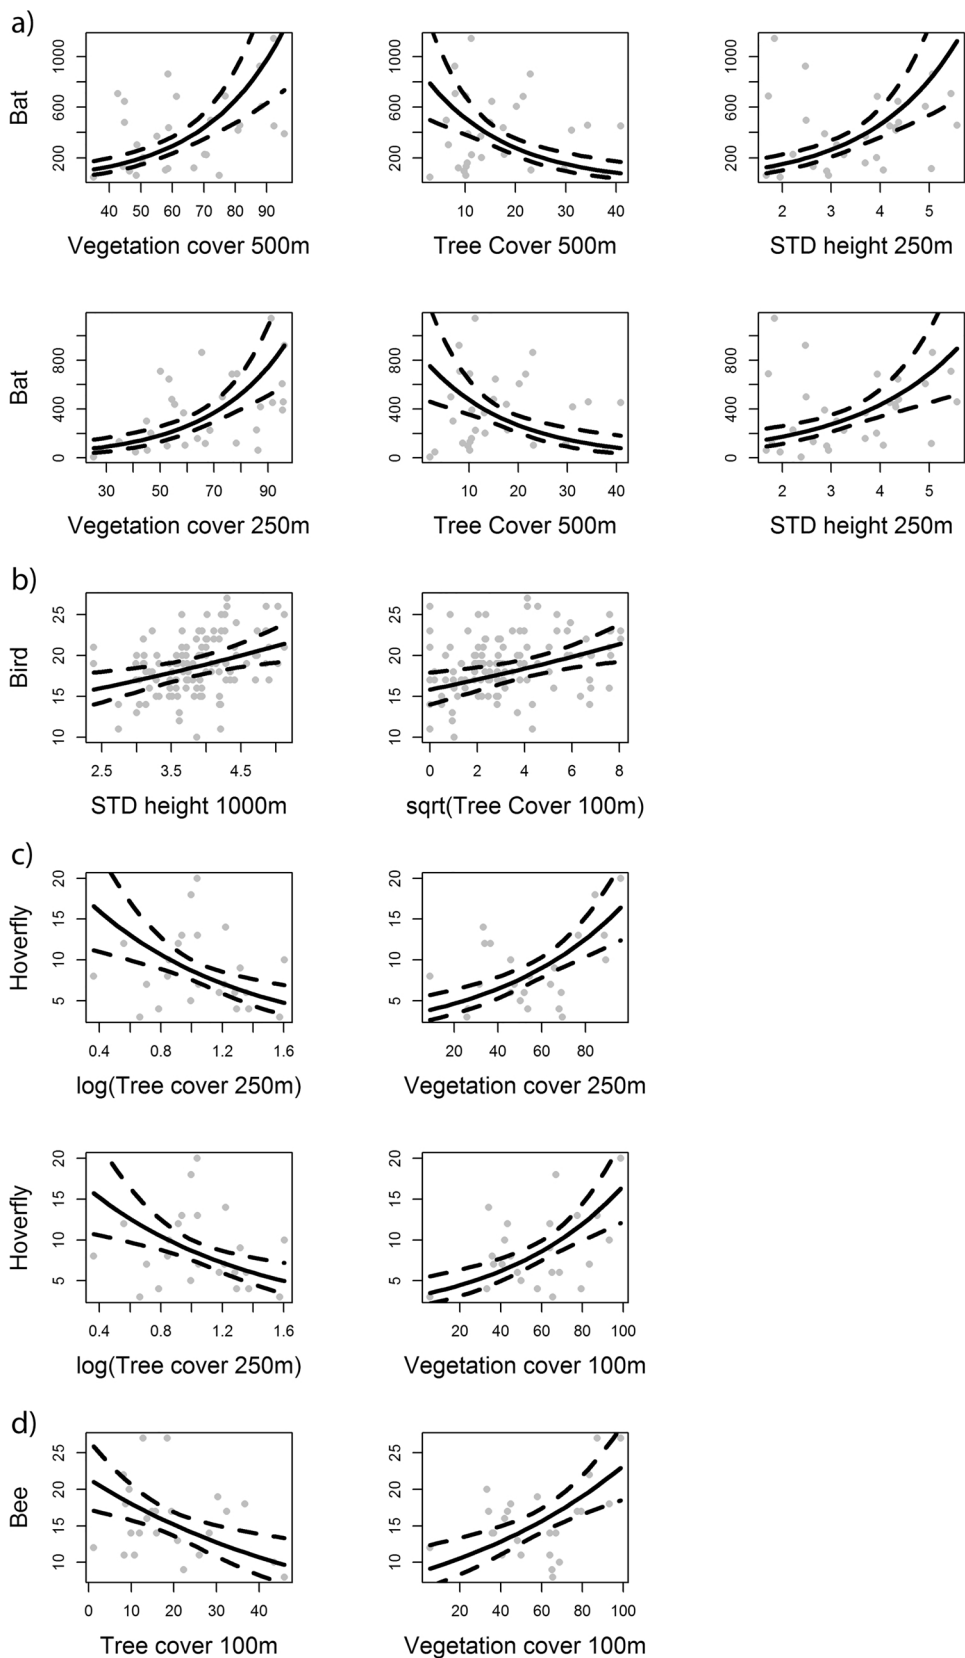 a)
Bat
200 600 1000
40 50 60 70 80 90
Vegetation cover 500m
200 600 1000
10 20 30 40
Tree Cover 500m
200 600 1000
2 3 4 5
STD height 250m
Bat
0 400 800
30 50 70 90
Vegetation cover 250m
0 400 800
0 10 20 30 40
Tree Cover 500m
0 400 800
2 3 4 5
STD height 250m
b)
Bird
10 15 20 25
2.5 3.5 4.5
STD height 1000m
10 15 20 25
0 2 4 6 8
sqrt(Tree Cover 100m)
c)
Hoverfly
5 10 15 20
0.4 0.8 1.2 1.6
log(Tree cover 250m)
5 10 15 20
20 40 60 80
Vegetation cover 250m
Hoverfly
5 10 15 20
0.4 0.8 1.2 1.6
log(Tree cover 250m)
5 10 15 20
20 40 60 80 100
Vegetation cover 100m
d)
Bee
10 15 20 25
0 10 20 30 40
Tree cover 100m
10 15 20 25
20 40 60 80 100
Vegetation cover 100m